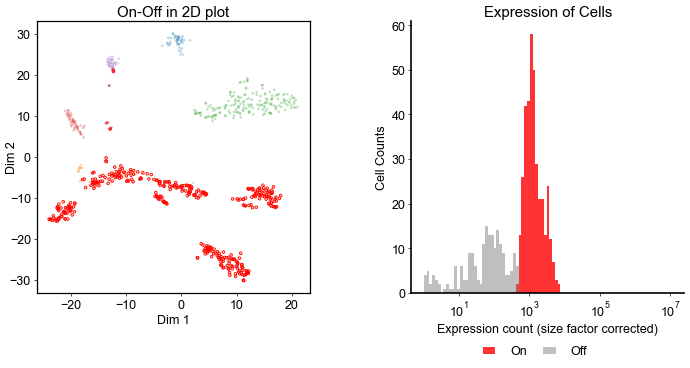 On-Off in 2D plot
30
20
10
0
−10
−20
−30
Dim 2
−20 −10 0 10 20
Dim 1
Expression of Cells
60
50
40
30
20
10
0
Cell Counts
10^1 10^3 10^5 10^7
Expression count (size factor corrected)
On Off